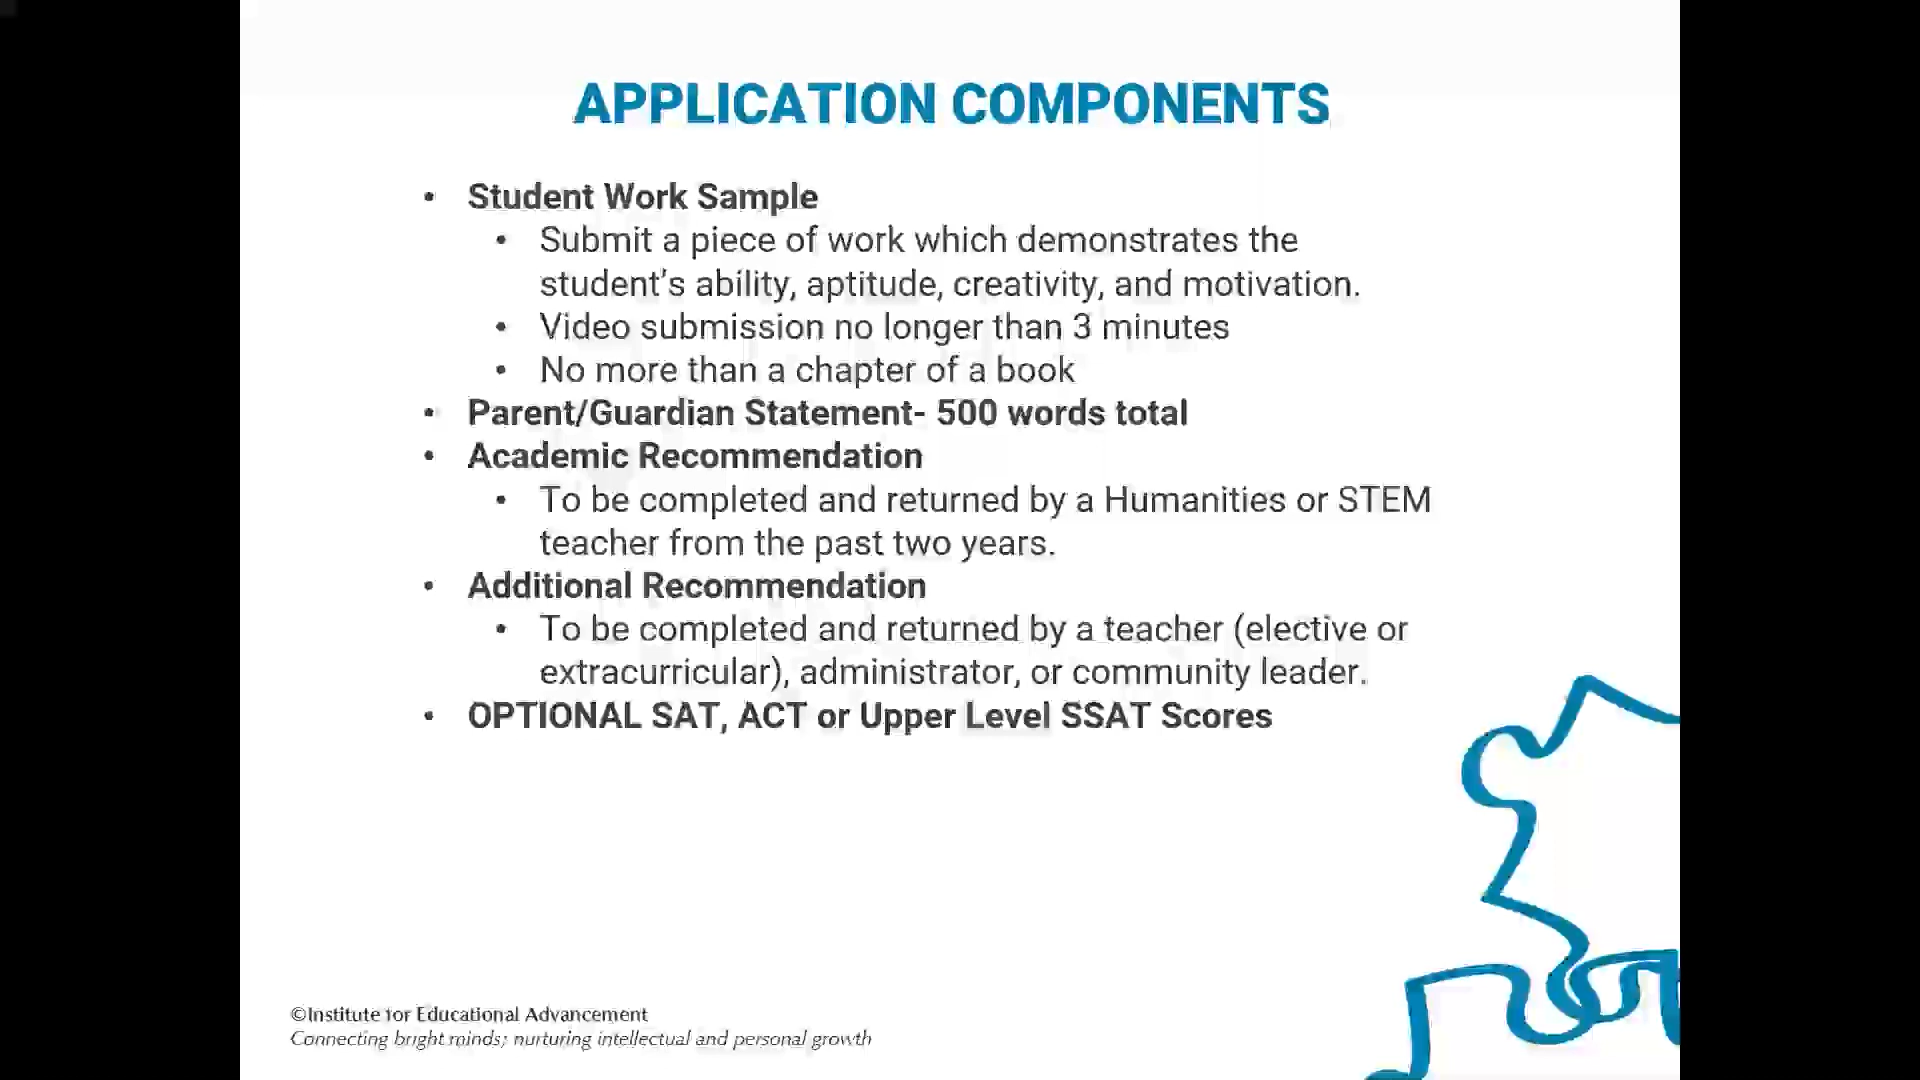 APPLICATION COMPONENTS
• Student Work Sample
• Submit a piece of work which demonstrates the
student's ability, aptitude, creativity, and motivation.
• Video submission no longer than 3 minutes
• No more than a chapter of a book
• Parent/Guardian Statement- 500 words total
• Academic Recommendation
• To be completed and returned by a Humanities or STEM
teacher from the past two years.
• Additional Recommendation
• To be completed and returned by a teacher (elective or
extracurricular), administrator, or community leader.
• OPTIONAL SAT, ACT or Upper Level SSAT Scores
©Institute for Educational Advancement
Connecting bright minds; nurturing intellectual and personal growth